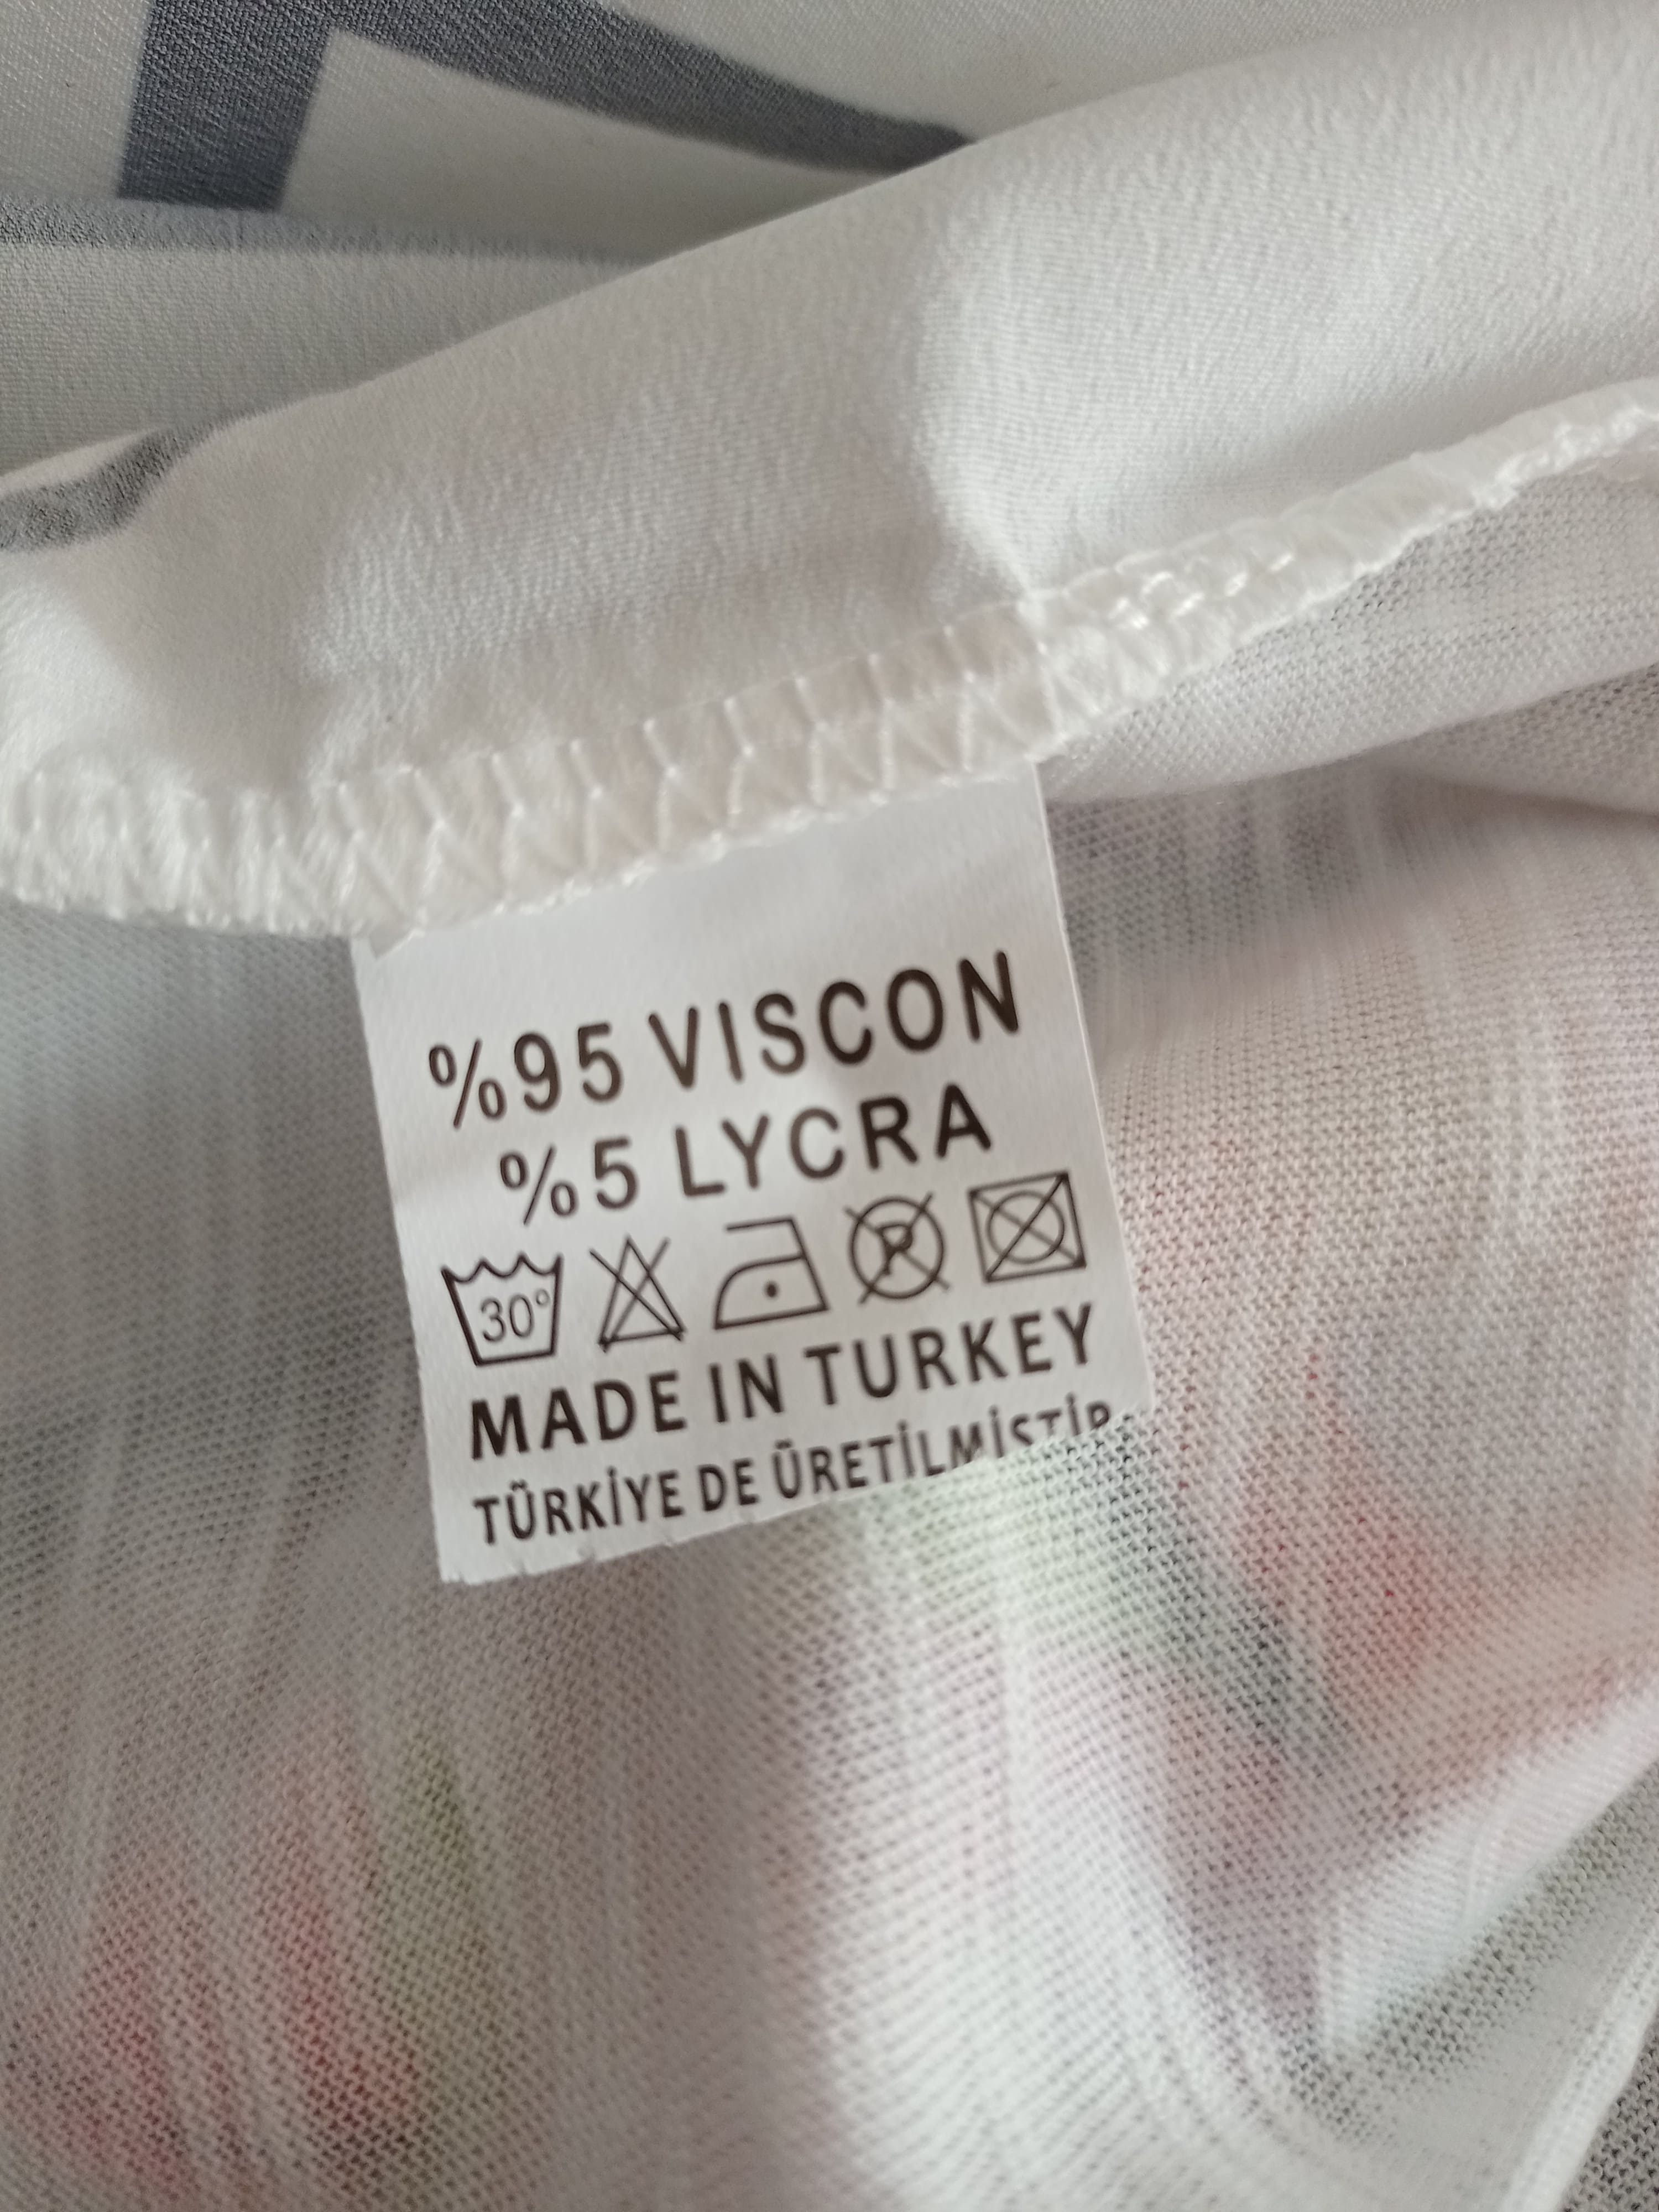 %95 VISCON
%5 LYCRA
30° P
MADE IN TURKEY
TÜRKİYE DE ÜRETİLMİŞTİR.